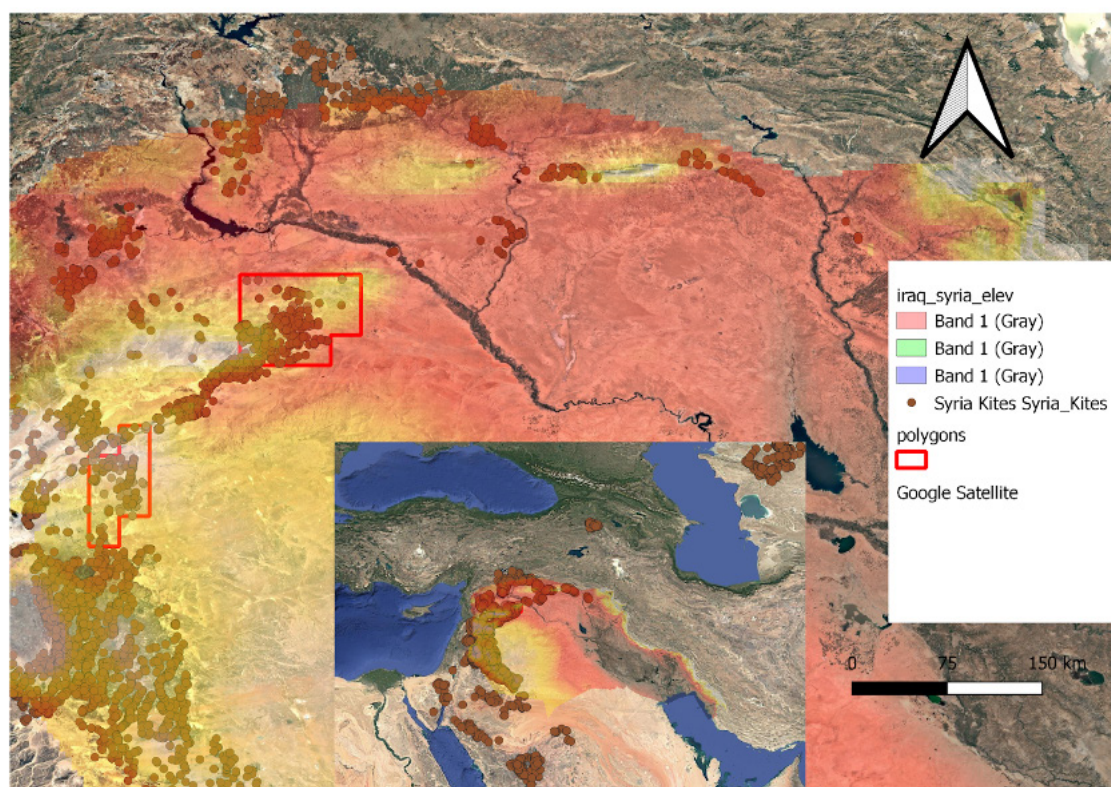 iraq_syria_elev
Band 1 (Gray)
Band 1 (Gray)
Band 1 (Gray)
Syria Kites Syria_Kites
polygons
Google Satellite
0 75 150 km